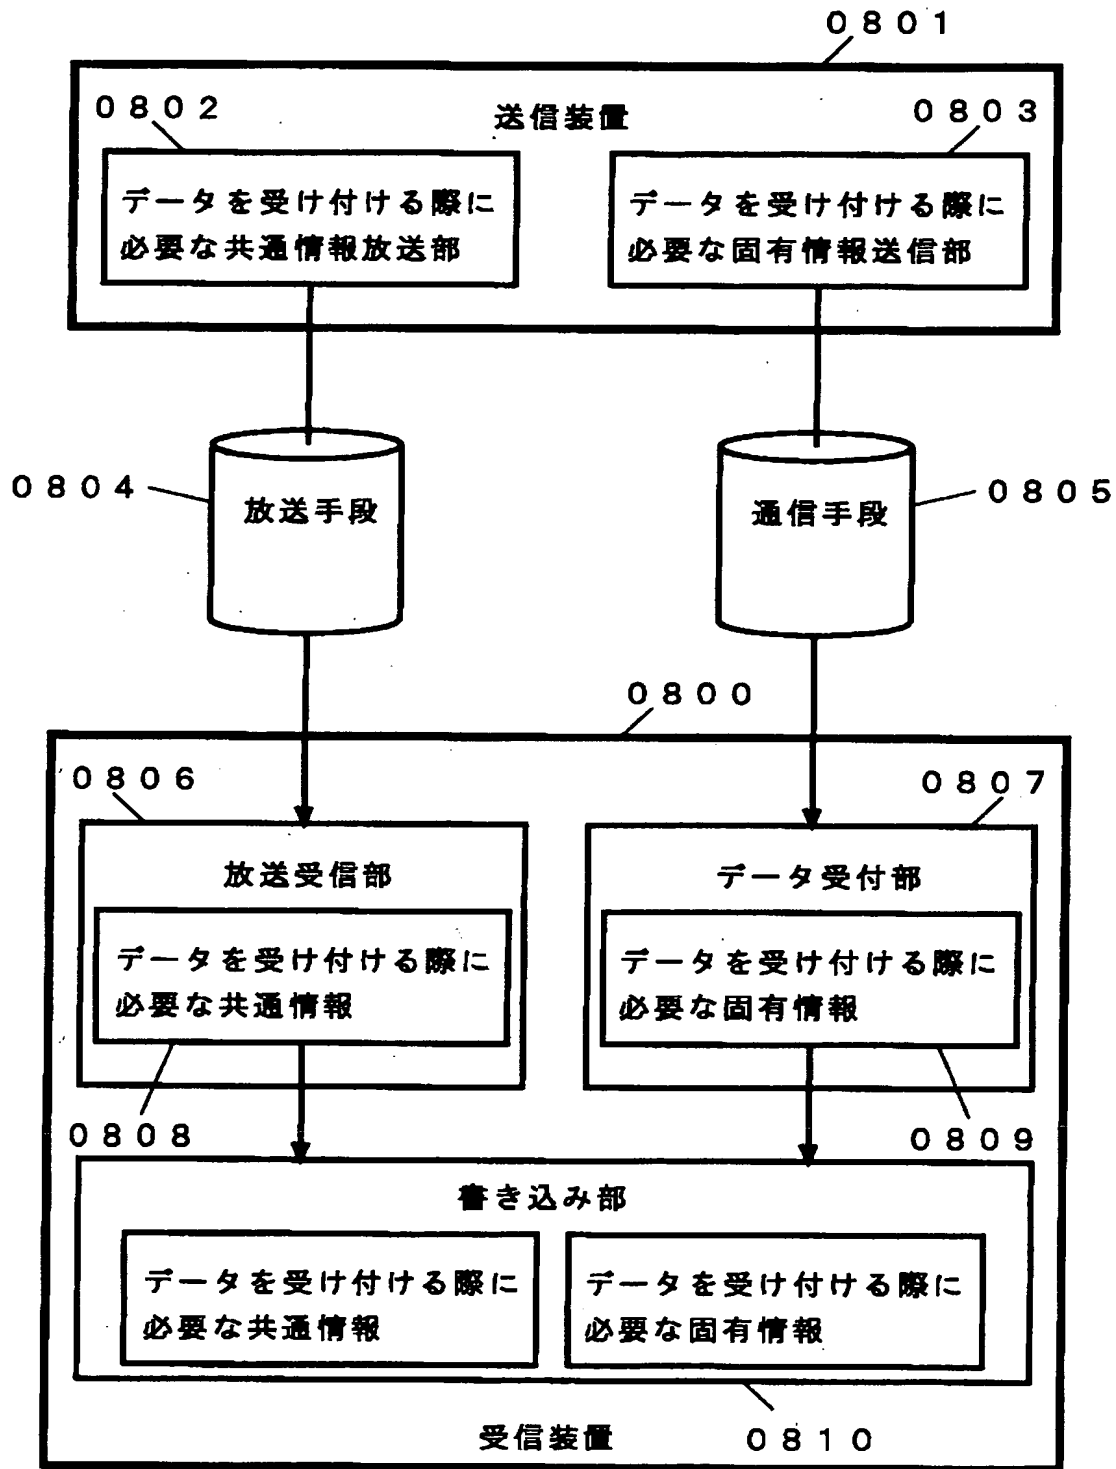 0801
0802
送信装置
0803
データを受け付ける際に
必要な共通情報放送部
データを受け付ける際に
必要な固有情報送信部
0804
放送手段
通信手段
0805
0800
0806
0807
放送受信部
データ受付部
データを受け付ける際に
必要な共通情報
データを受け付ける際に
必要な固有情報
0808
0809
書き込み部
データを受け付ける際に
必要な共通情報
データを受け付ける際に
必要な固有情報
受信装置
0810